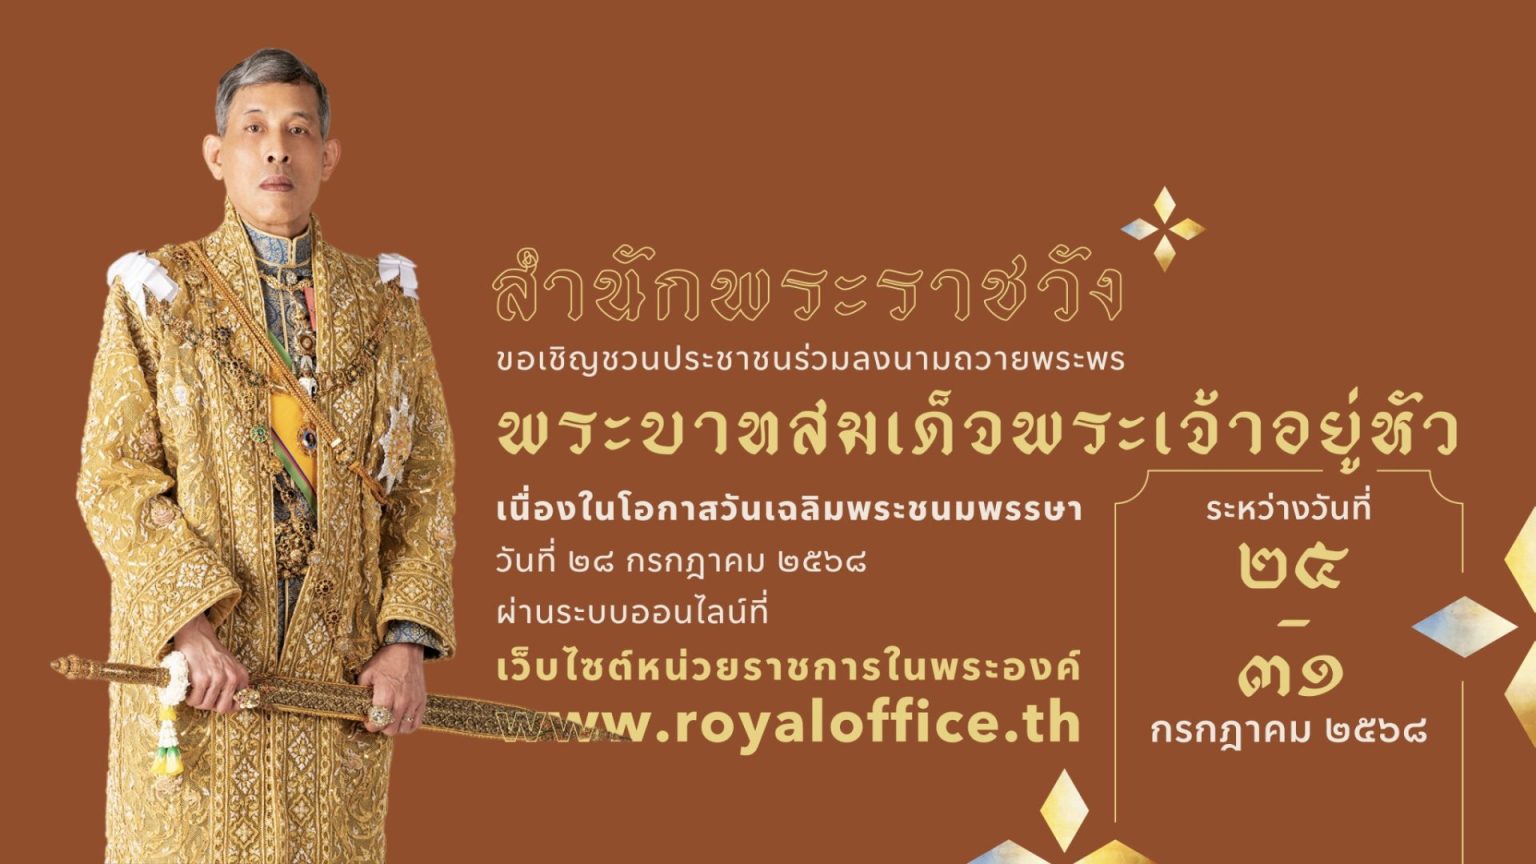 สำนักพระราชวัง
ขอเชิญชวนประชาชนร่วมลงนามถวายพระพร
พระบาทสมเด็จพระเจ้าอยู่หัว
เนื่องในโอกาสวันเฉลิมพระชนมพรรษา
วันที่ ๒๘ กรกฎาคม ๒๕๖๘
ผ่านระบบออนไลน์ที่
เว็บไซต์หน่วยราชการในพระองค์
www.royaloffice.th
ระหว่างวันที่
๒๕
–
๓๑
กรกฎาคม ๒๕๖๘